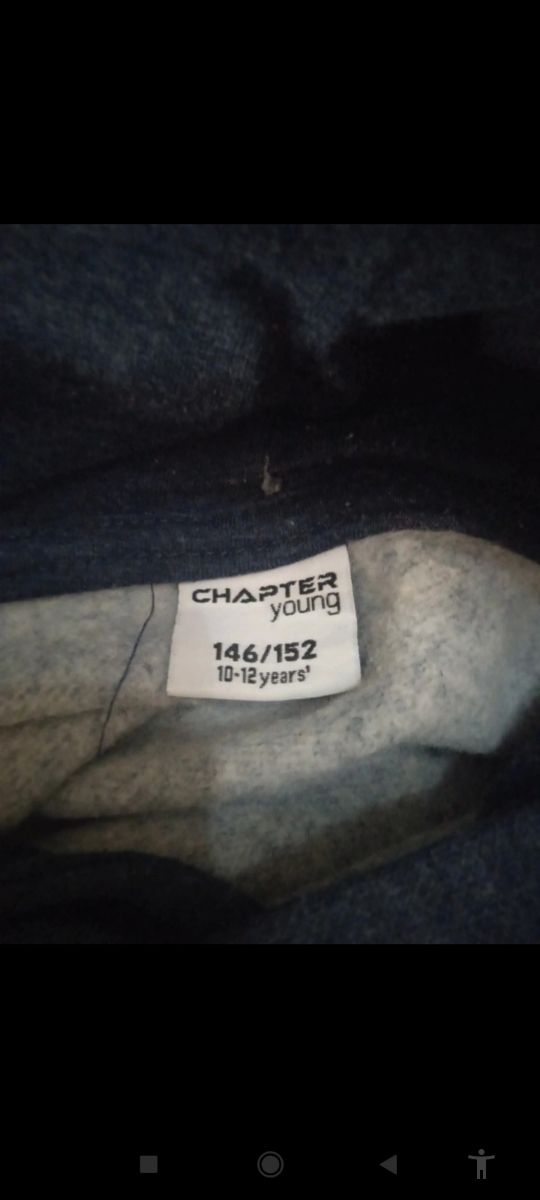 CHAPTER
young
146/152
10-12 years'